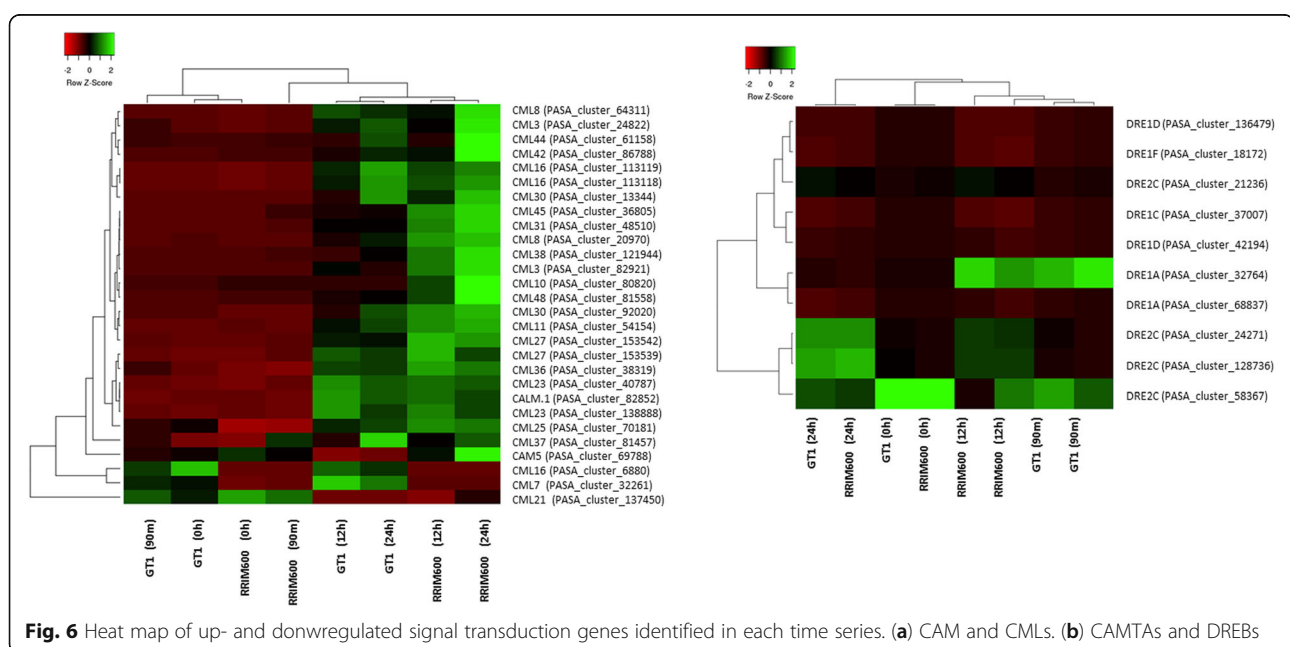 -2 0 2
Row Z-Score
CML8 (PASA_cluster_64311)
CML3 (PASA_cluster_24822)
CML44 (PASA_cluster_61158)
CML42 (PASA_cluster_86788)
CML16 (PASA_cluster_113119)
CML16 (PASA_cluster_113118)
CML30 (PASA_cluster_13344)
CML45 (PASA_cluster_36805)
CML31 (PASA_cluster_48510)
CML8 (PASA_cluster_20970)
CML38 (PASA_cluster_121944)
CML3 (PASA_cluster_82921)
CML10 (PASA_cluster_80820)
CML48 (PASA_cluster_81558)
CML30 (PASA_cluster_92020)
CML11 (PASA_cluster_54154)
CML27 (PASA_cluster_153542)
CML27 (PASA_cluster_153539)
CML36 (PASA_cluster_38319)
CML23 (PASA_cluster_40787)
CALM.1 (PASA_cluster_82852)
CML23 (PASA_cluster_138888)
CML25 (PASA_cluster_70181)
CML37 (PASA_cluster_81457)
CAM5 (PASA_cluster_69788)
CML16 (PASA_cluster_6880)
CML7 (PASA_cluster_32261)
CML21 (PASA_cluster_137450)
GT1 (90m)
GT1 (0h)
RRIM600 (0h)
RRIM600 (90m)
GT1 (12h)
GT1 (24h)
RRIM600 (12h)
RRIM600 (24h)
-2 0 2
Row Z-Score
DRE1D (PASA_cluster_136479)
DRE1F (PASA_cluster_18172)
DRE2C (PASA_cluster_21236)
DRE1C (PASA_cluster_37007)
DRE1D (PASA_cluster_42194)
DRE1A (PASA_cluster_32764)
DRE1A (PASA_cluster_68837)
DRE2C (PASA_cluster_24271)
DRE2C (PASA_cluster_128736)
DRE2C (PASA_cluster_58367)
GT1 (24h)
RRIM600 (24h)
GT1 (0h)
RRIM600 (0h)
RRIM600 (12h)
RRIM600 (12h)
GT1 (90m)
GT1 (90m)
Fig. 6 Heat map of up- and donwregulated signal transduction genes identified in each time series. (a) CAM and CMLs. (b) CAMTAs and DREBs